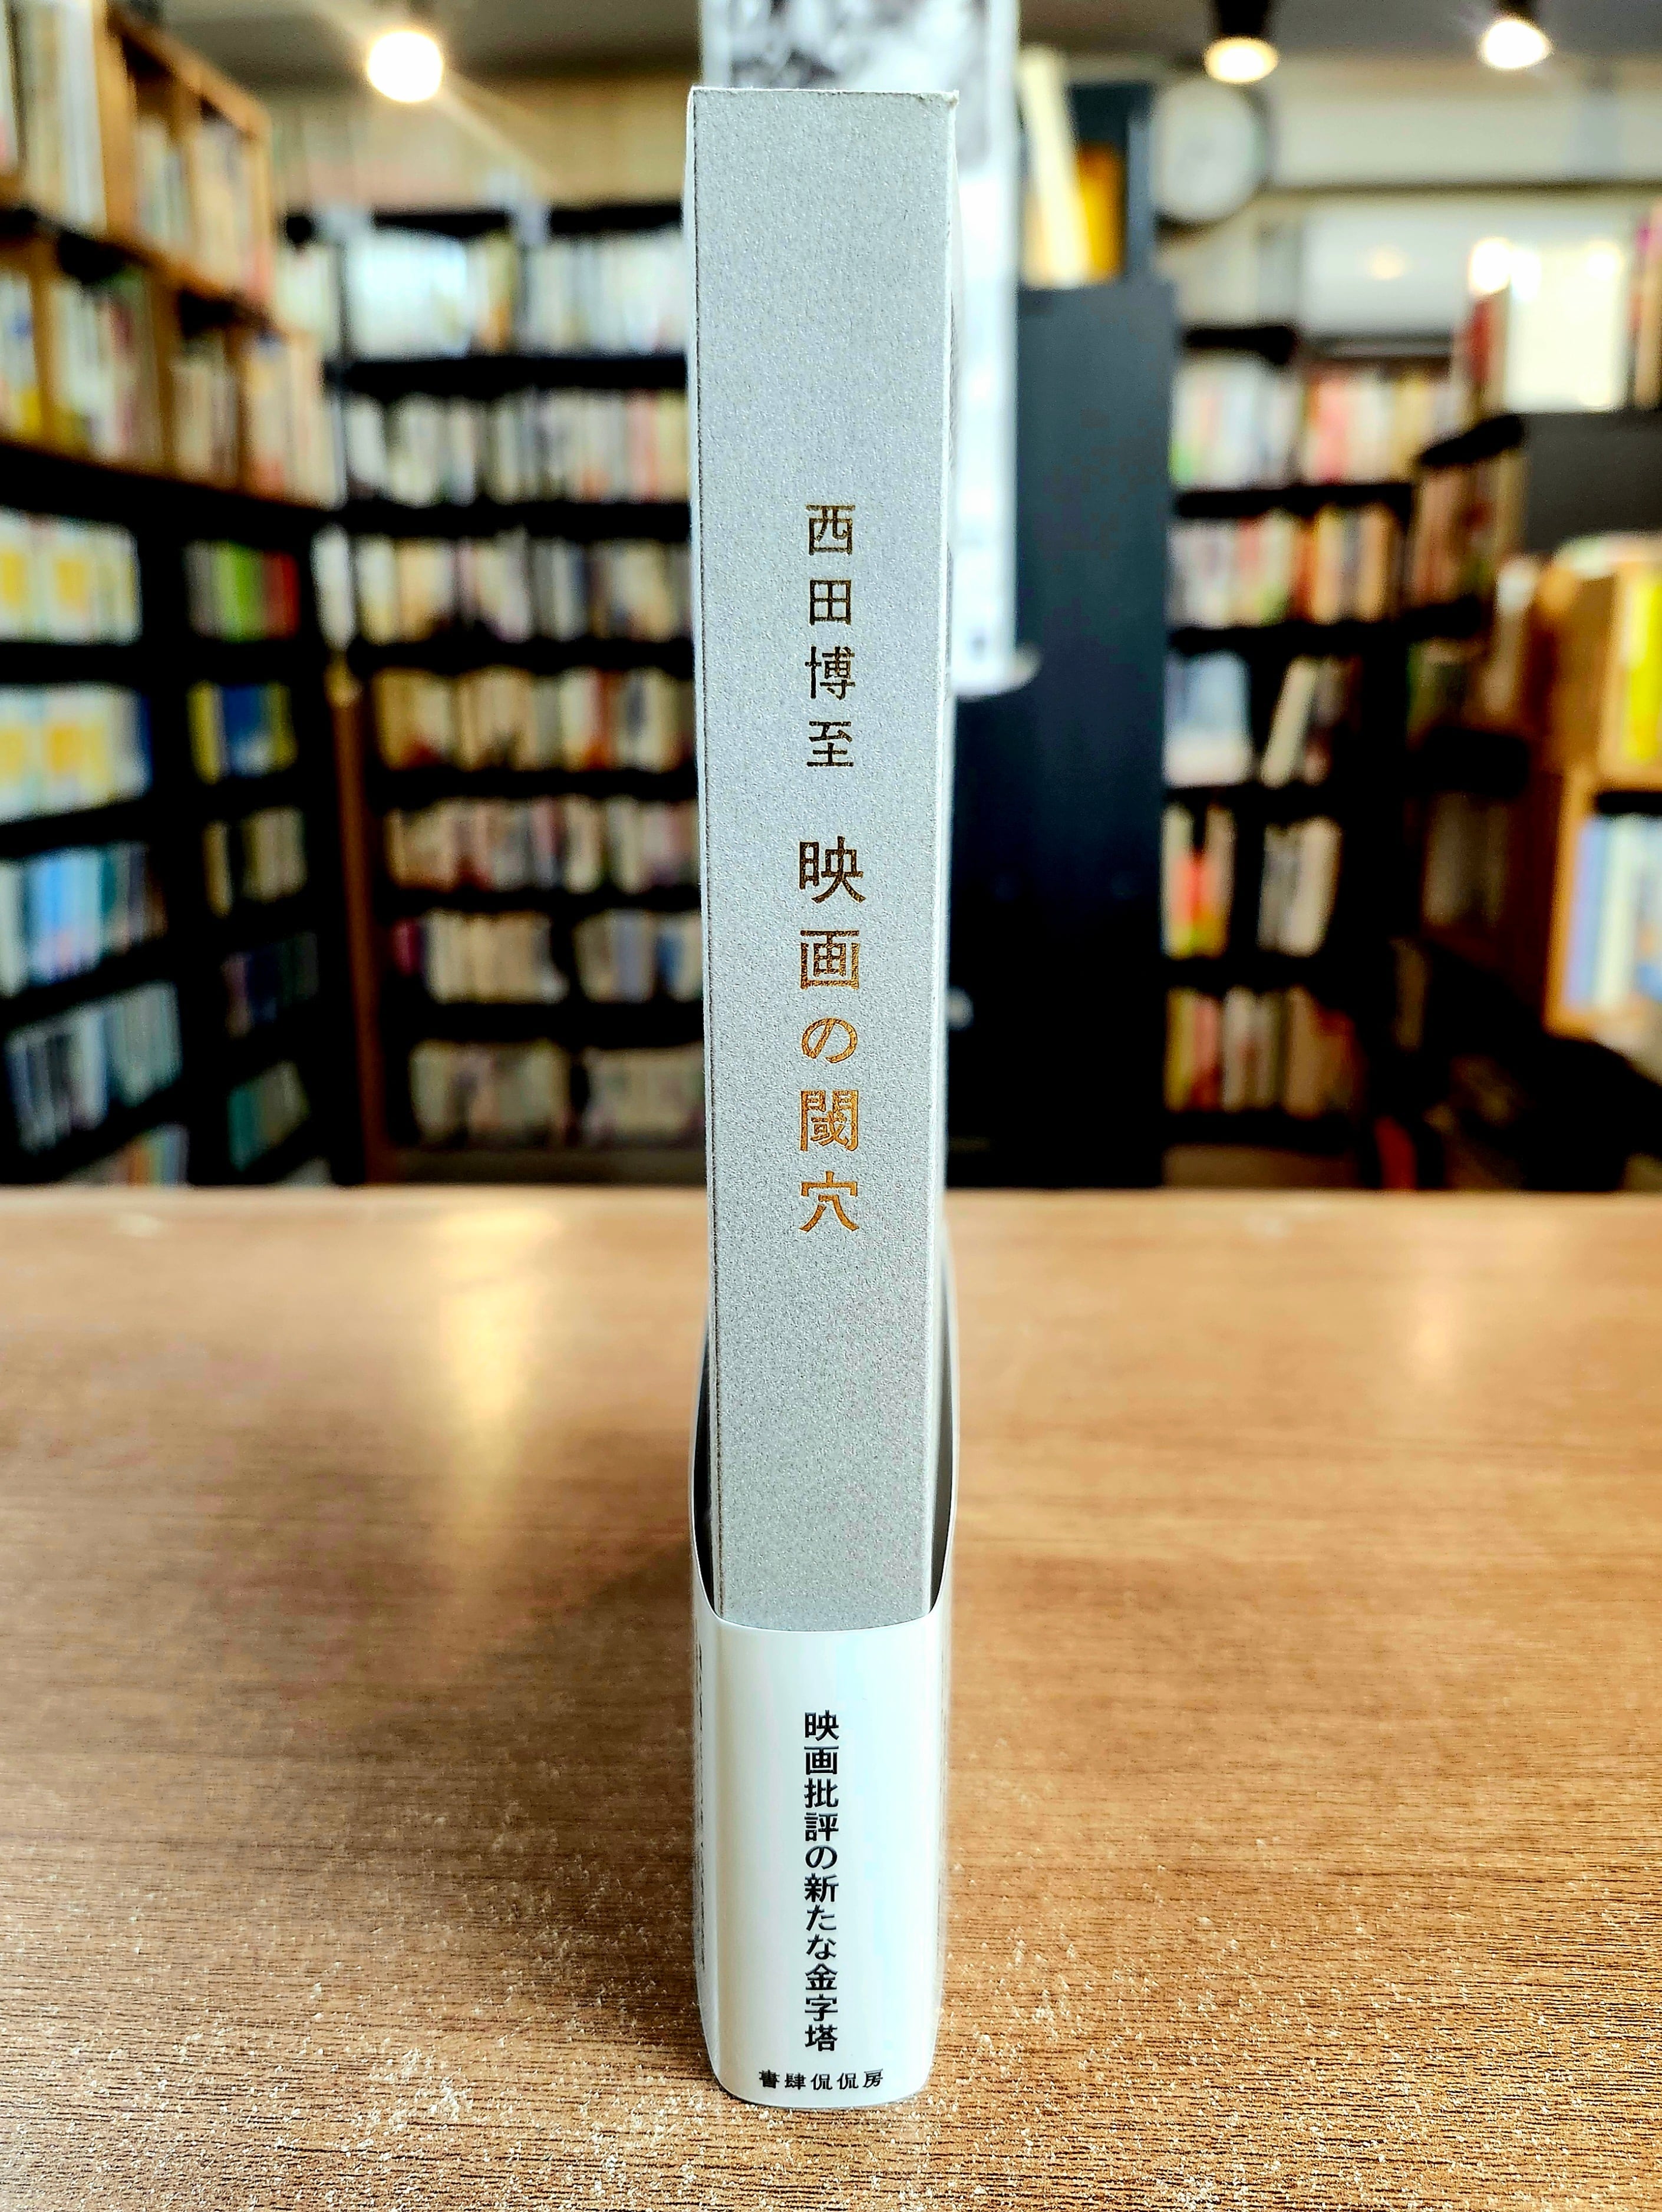 西田博至 映画の閾穴
映画批評の新たな金字塔
書肆侃侃房